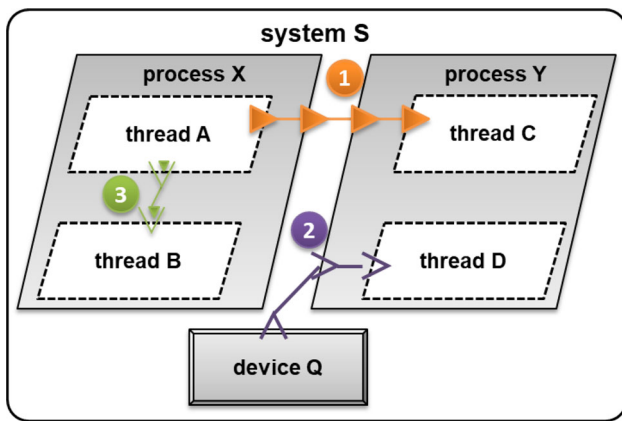 system S
process X
1
process Y
thread A
thread C
3
2
thread B
thread D
device Q